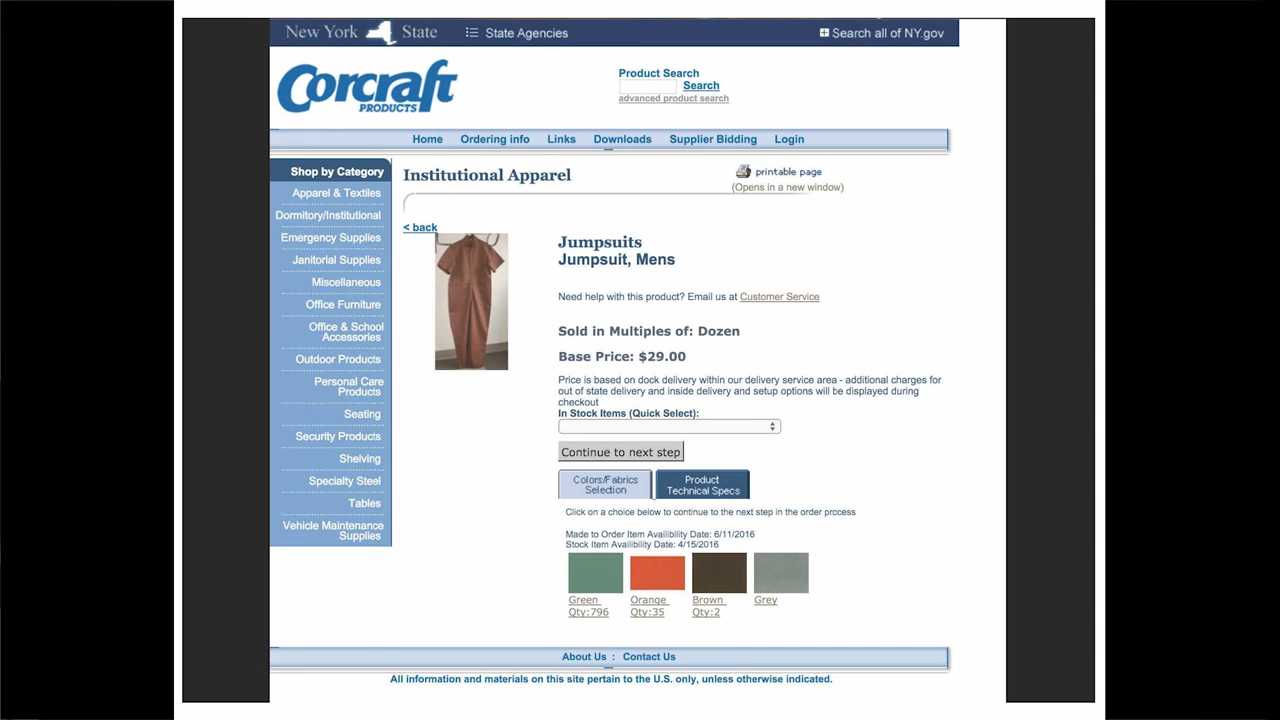 New York State
State Agencies
Search all of NY.gov
Corcraft
PRODUCTS
Product Search
Search
advanced product search
Home
Ordering info
Links
Downloads
Supplier Bidding
Login
Shop by Category
Apparel & Textiles
Dormitory/Institutional
Emergency Supplies
Janitorial Supplies
Miscellaneous
Office Furniture
Office & School
Accessories
Outdoor Products
Personal Care
Products
Seating
Security Products
Shelving
Specialty Steel
Tables
Vehicle Maintenance
Supplies
Institutional Apparel
printable page
(Opens in a new window)
< back
Jumpsuits
Jumpsuit, Mens
Need help with this product? Email us at Customer Service
Sold in Multiples of: Dozen
Base Price: $29.00
Price is based on dock delivery within our delivery service area - additional charges for
out of state delivery and inside delivery and setup options will be displayed during
checkout
In Stock Items (Quick Select):
Continue to next step
Colors/Fabrics
Selection
Product
Technical Specs
Click on a choice below to continue to the next step in the order process
Made to Order Item Availibility Date: 6/11/2016
Stock Item Availibility Date: 4/15/2016
Green
Qty:796
Orange
Qty:35
Brown
Qty:2
Grey
About Us : Contact Us
All information and materials on this site pertain to the U.S. only, unless otherwise indicated.